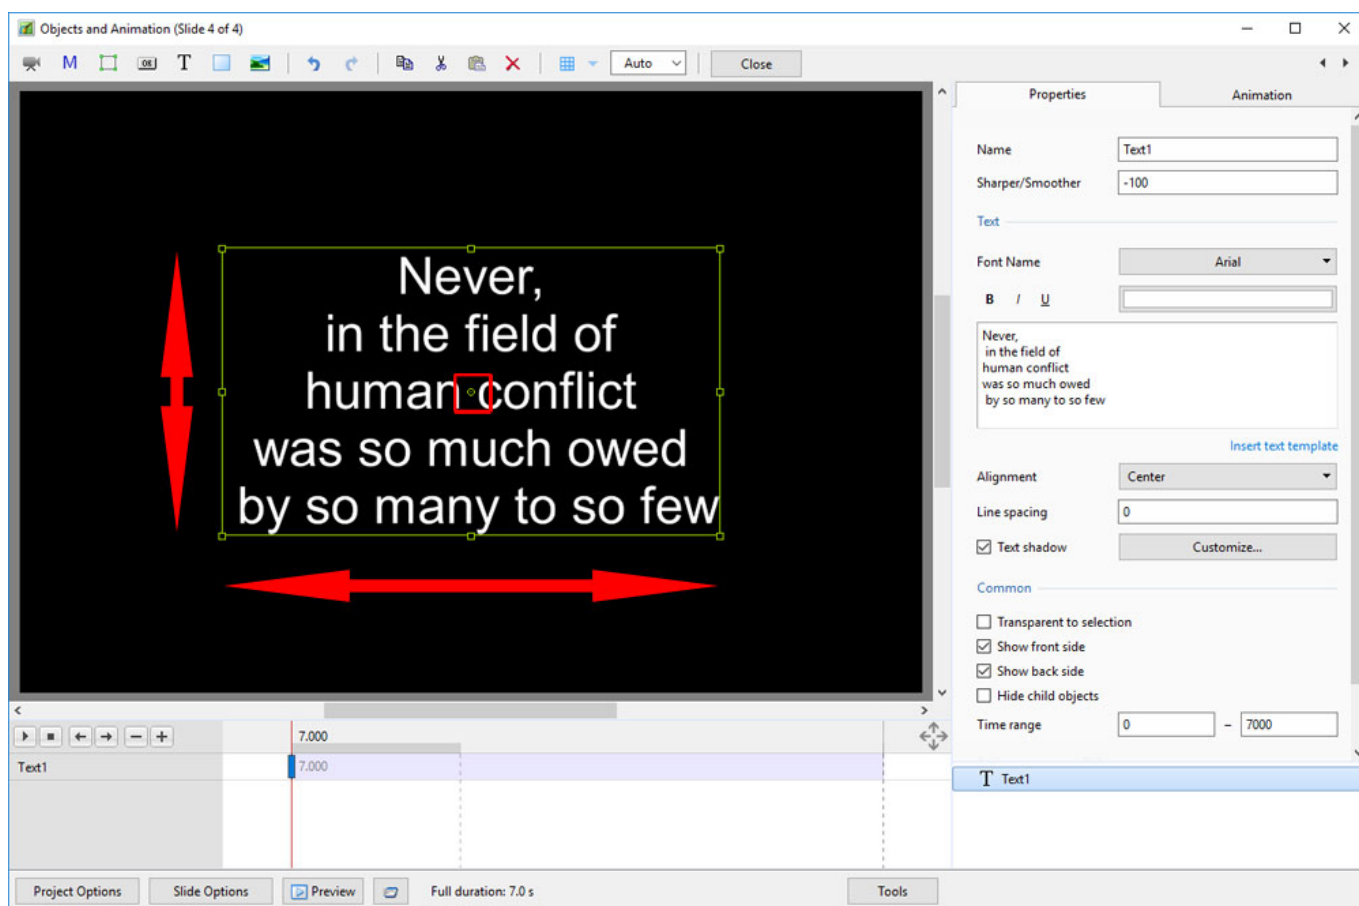 Objects and Animation (Slide 4 of 4)
M OK T Auto Close
Properties Animation
Name Text1
Sharper/Smoother -100
Text
Font Name Arial
B I U
Never,
in the field of
human conflict
was so much owed
by so many to so few
Insert text template
Alignment Center
Line spacing 0
Text shadow Customize...
Common
Transparent to selection
Show front side
Show back side
Hide child objects
Time range 0 – 7000
T Text1
Never,
in the field of
human conflict
was so much owed
by so many to so few
7.000
Text1 7.000
Project Options Slide Options Preview Full duration: 7.0 s Tools